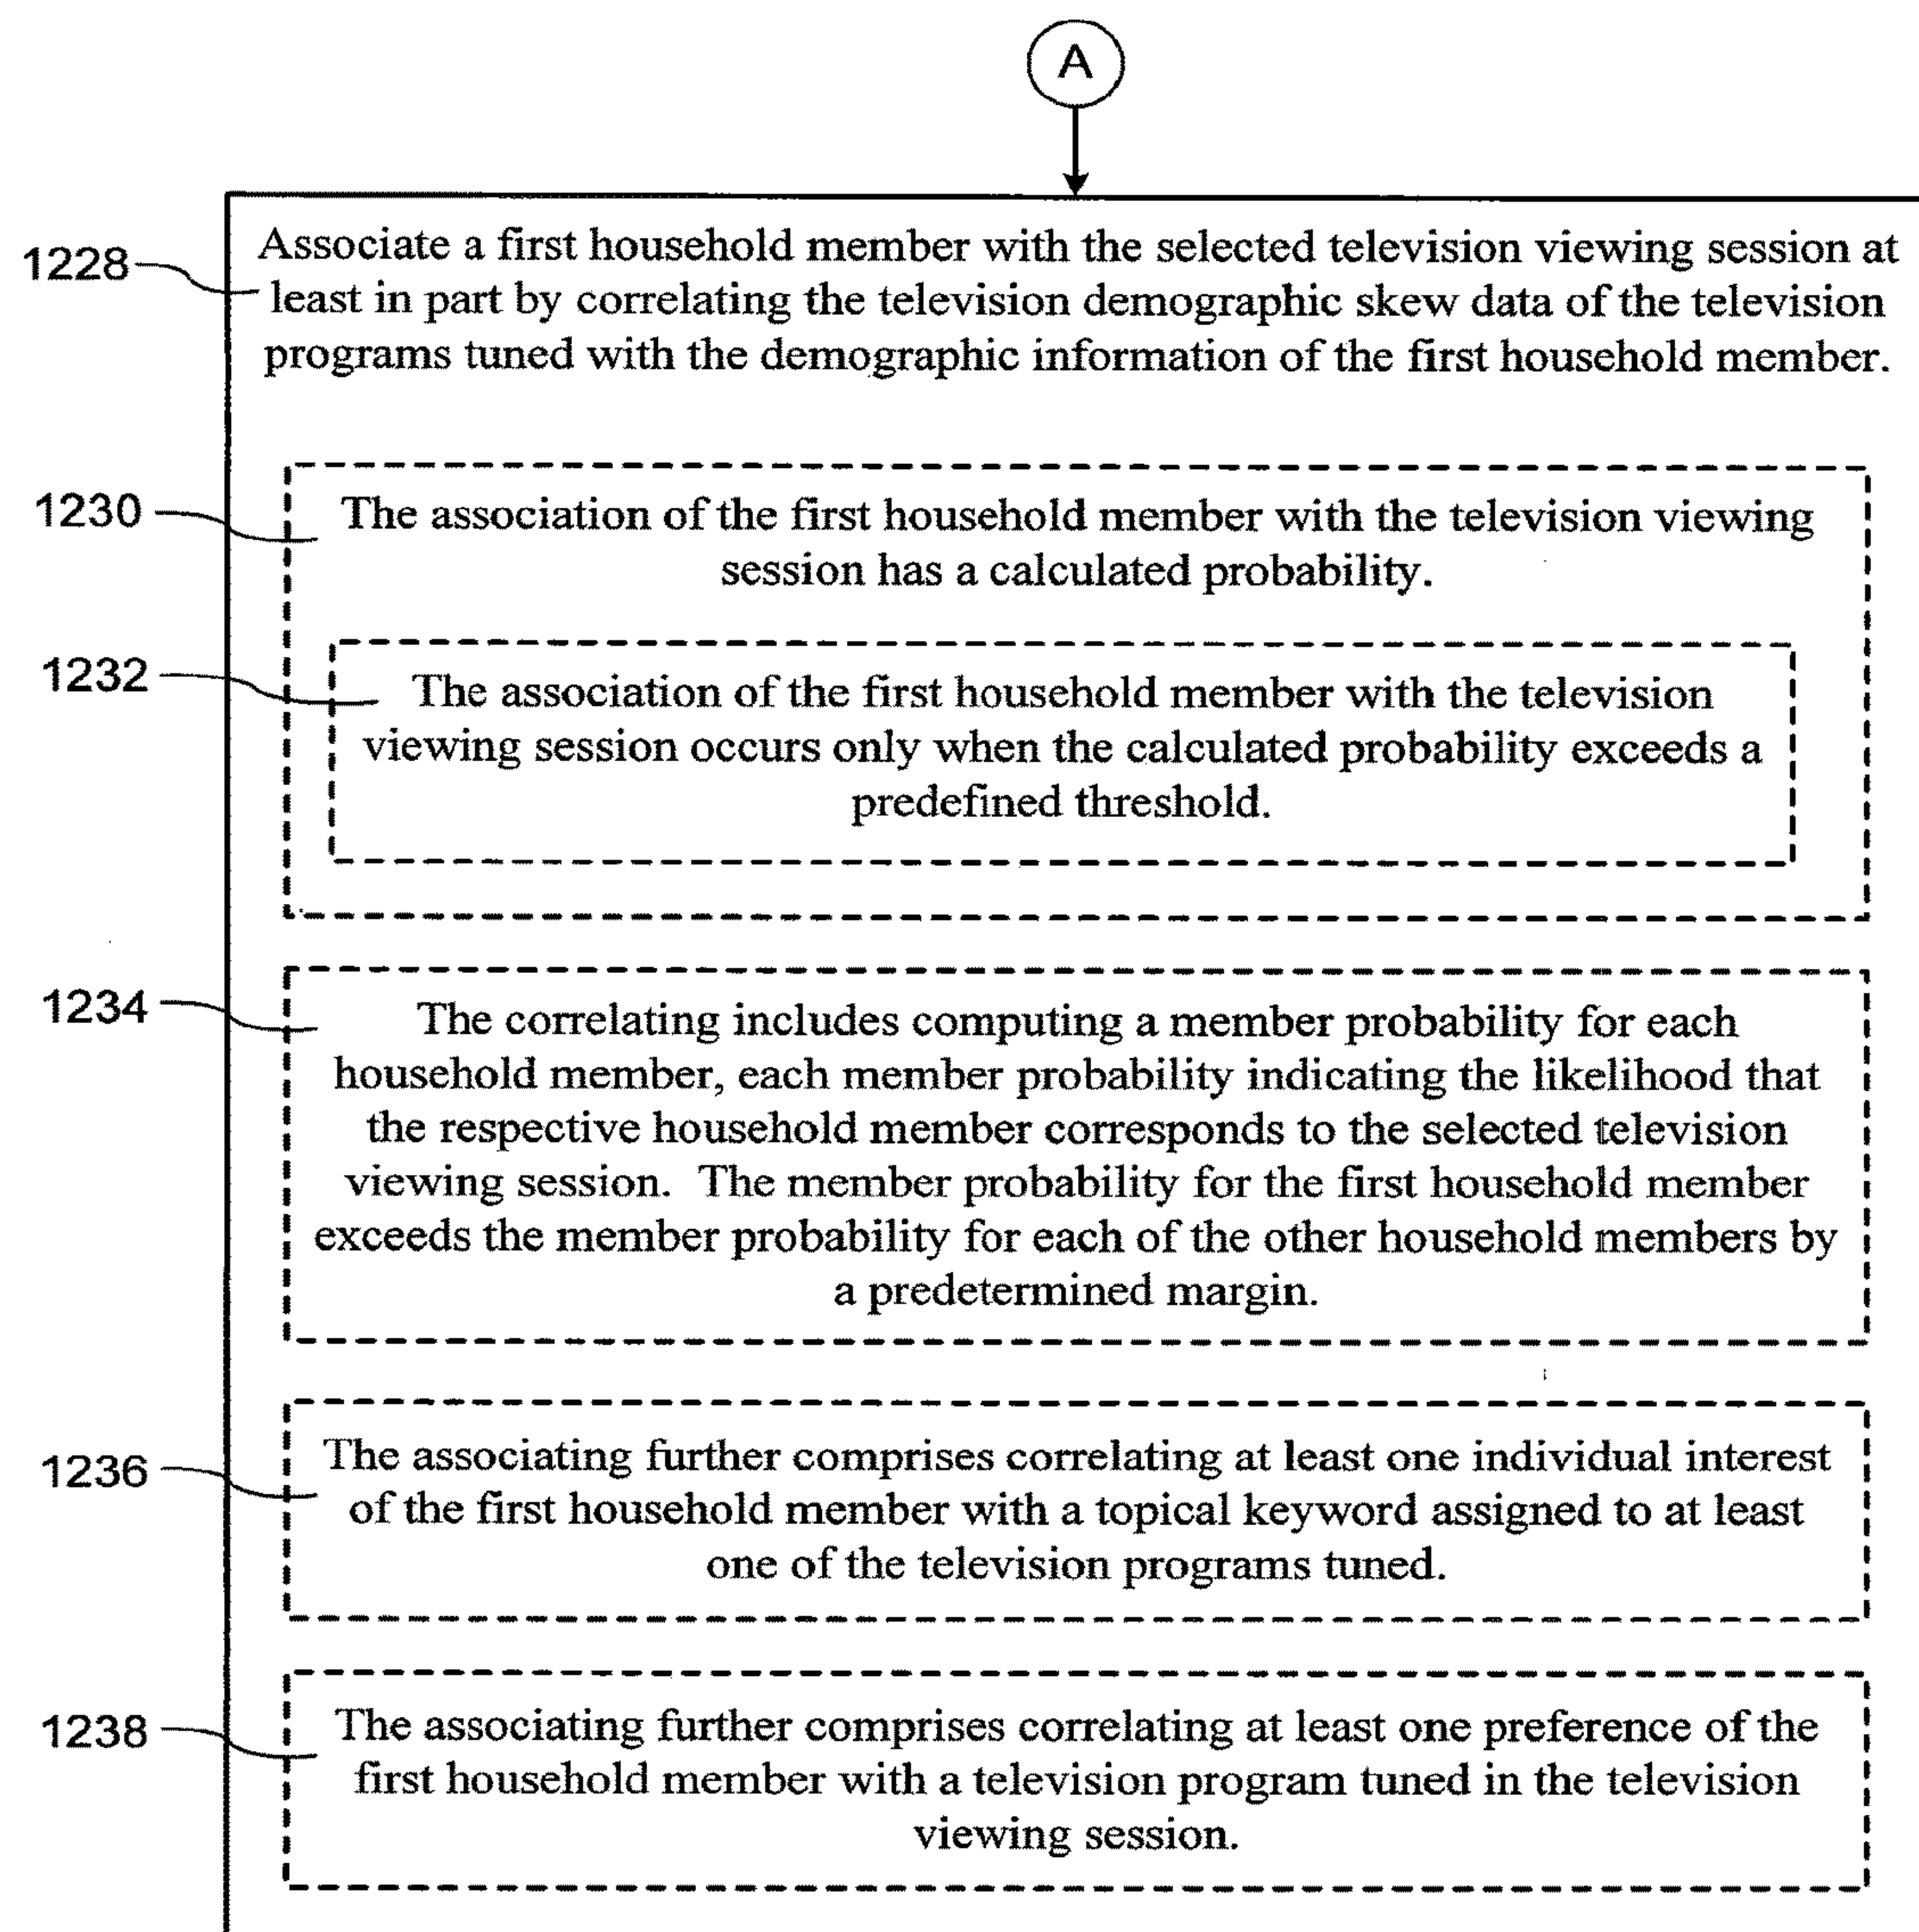 A
1228
Associate a first household member with the selected television viewing session at
least in part by correlating the television demographic skew data of the television
programs tuned with the demographic information of the first household member.
1230
The association of the first household member with the television viewing
session has a calculated probability.
1232
The association of the first household member with the television
viewing session occurs only when the calculated probability exceeds a
predefined threshold.
1234
The correlating includes computing a member probability for each
household member, each member probability indicating the likelihood that
the respective household member corresponds to the selected television
viewing session. The member probability for the first household member
exceeds the member probability for each of the other household members by
a predetermined margin.
1236
The associating further comprises correlating at least one individual interest
of the first household member with a topical keyword assigned to at least
one of the television programs tuned.
1238
The associating further comprises correlating at least one preference of the
first household member with a television program tuned in the television
viewing session.